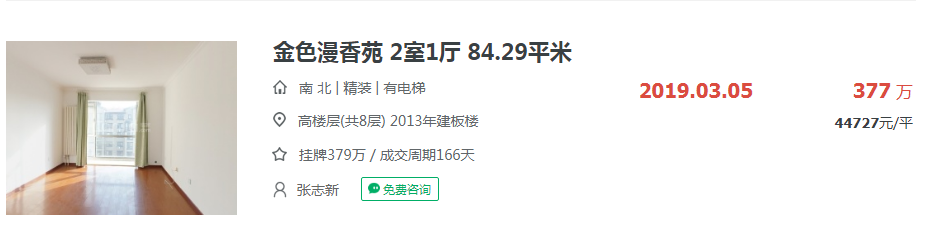 金色漫香苑 2室1厅 84.29平米
南 北 | 精装 | 有电梯
2019.03.05
377 万
高楼层(共8层) 2013年建板楼
44727元/平
挂牌379万 / 成交周期166天
张志新
免费咨询